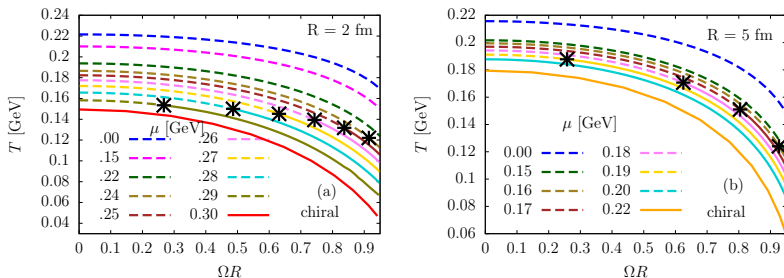 R = 2 fm
T [GeV]
0.24
0.22
0.2
0.18
0.16
0.14
0.12
0.1
0.08
0.06
0.04
μ [GeV]
.00 .26
.15 .27
.22 .28
.24 .29
.25 0.30
(a)
chiral
0 0.1 0.2 0.3 0.4 0.5 0.6 0.7 0.8 0.9
ΩR
R = 5 fm
T [GeV]
0.22
0.2
0.18
0.16
0.14
0.12
0.1
0.08
0.06
μ [GeV]
0.00 0.18
0.15 0.19
0.16 0.20
0.17 0.22
(b)
chiral
0 0.1 0.2 0.3 0.4 0.5 0.6 0.7 0.8 0.9
ΩR